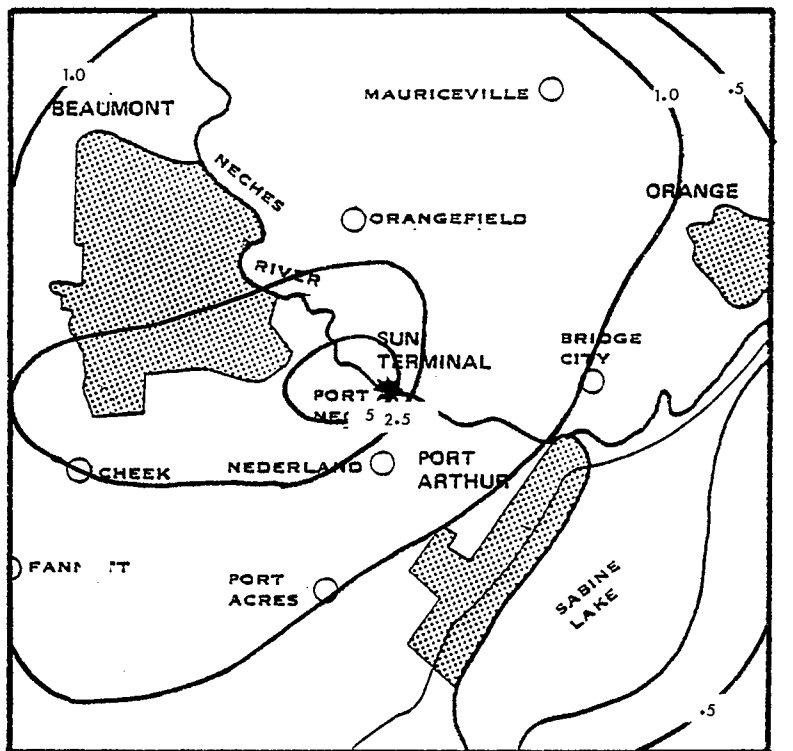 1.0
BEAUMONT
MAURICEVILLE
1.0
.5
NECHES
ORANGE
ORANGEFIELD
RIVER
SUN
TERMINAL
BRIDGE
CITY
PORT
5 2.5
CHEEK
NEDERLAND
PORT
ARTHUR
PORT
ACRES
SABINE
LAKE
.5